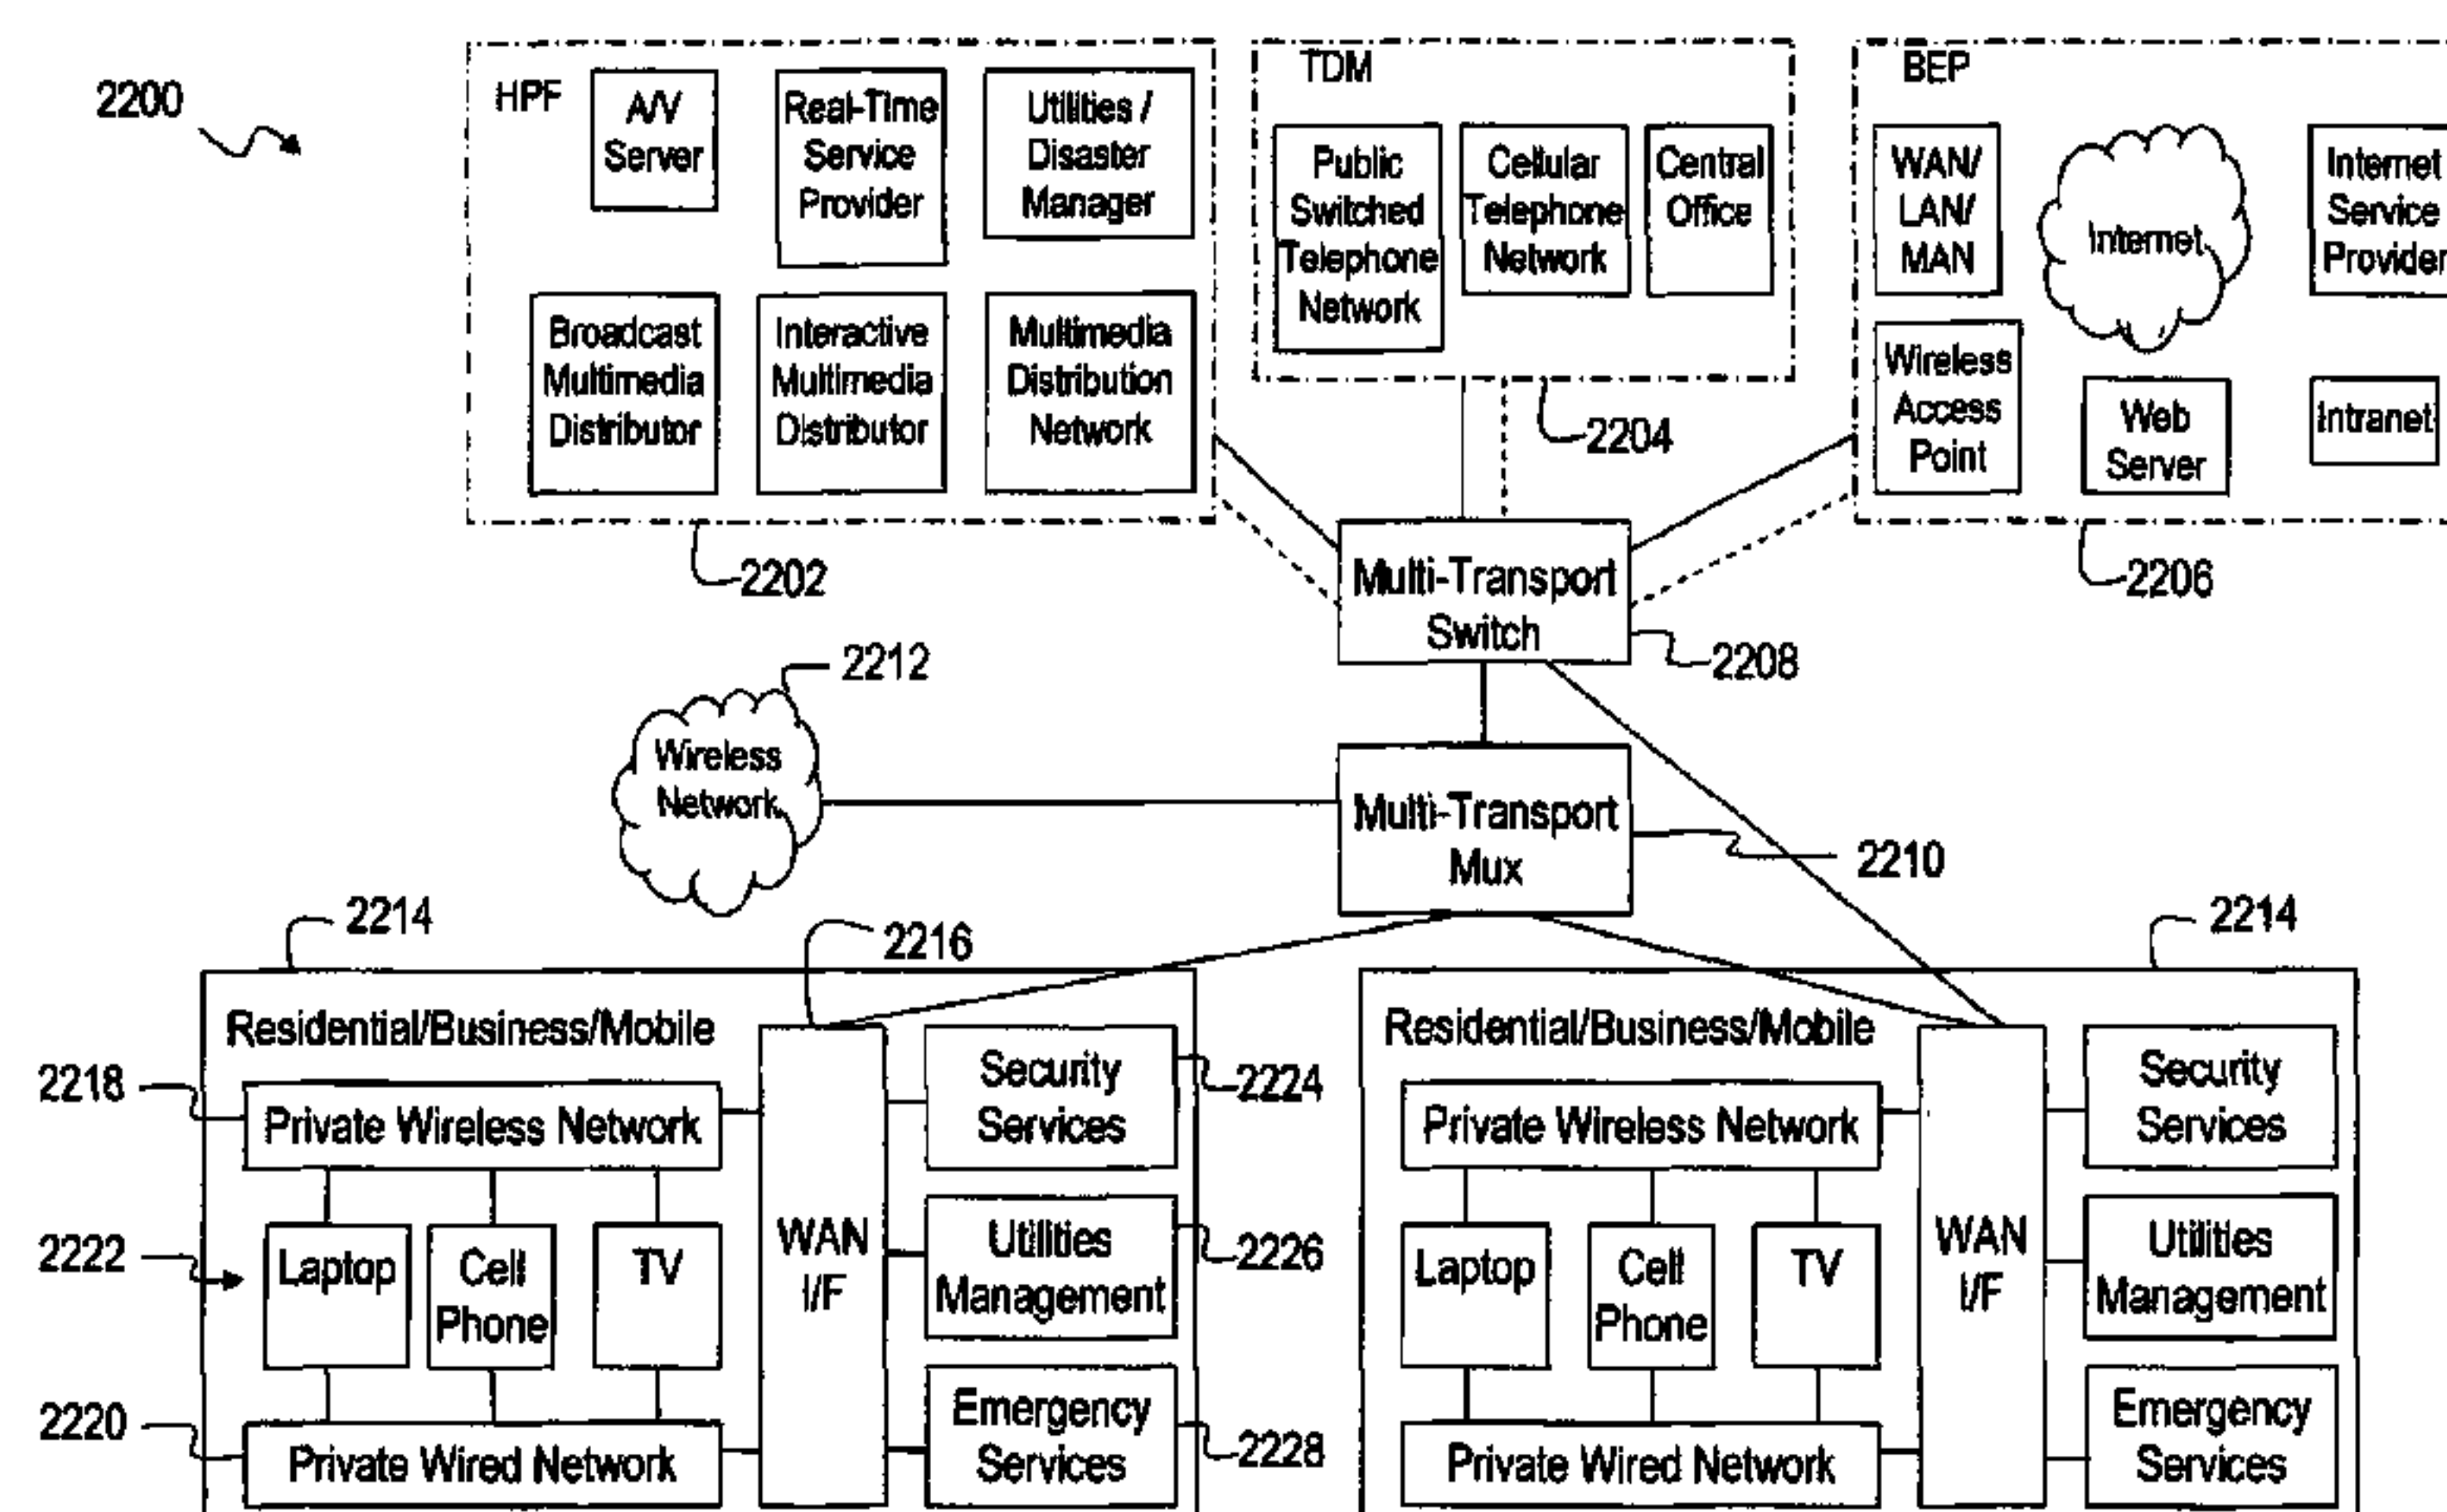 2200
HPF
A/V
Server
Real-Time
Service
Provider
Utilities /
Disaster
Manager
Broadcast
Multimedia
Distributor
Interactive
Multimedia
Distributor
Multimedia
Distribution
Network
2202
TDM
Public
Switched
Telephone
Network
Cellular
Telephone
Network
Central
Office
2204
BEP
WAN/
LAN/
MAN
Internet
Internet
Service
Provider
Wireless
Access
Point
Web
Server
Intranet
2206
Multi-Transport
Switch
2208
2212
Wireless
Network
Multi-Transport
Mux
2210
2214
2216
Residential/Business/Mobile
2218
Private Wireless Network
2222
Laptop
Cell
Phone
TV
2220
Private Wired Network
WAN
I/F
Security
Services
2224
Utilities
Management
2226
Emergency
Services
2228
2214
Residential/Business/Mobile
Private Wireless Network
Laptop
Cell
Phone
TV
Private Wired Network
WAN
I/F
Security
Services
Utilities
Management
Emergency
Services